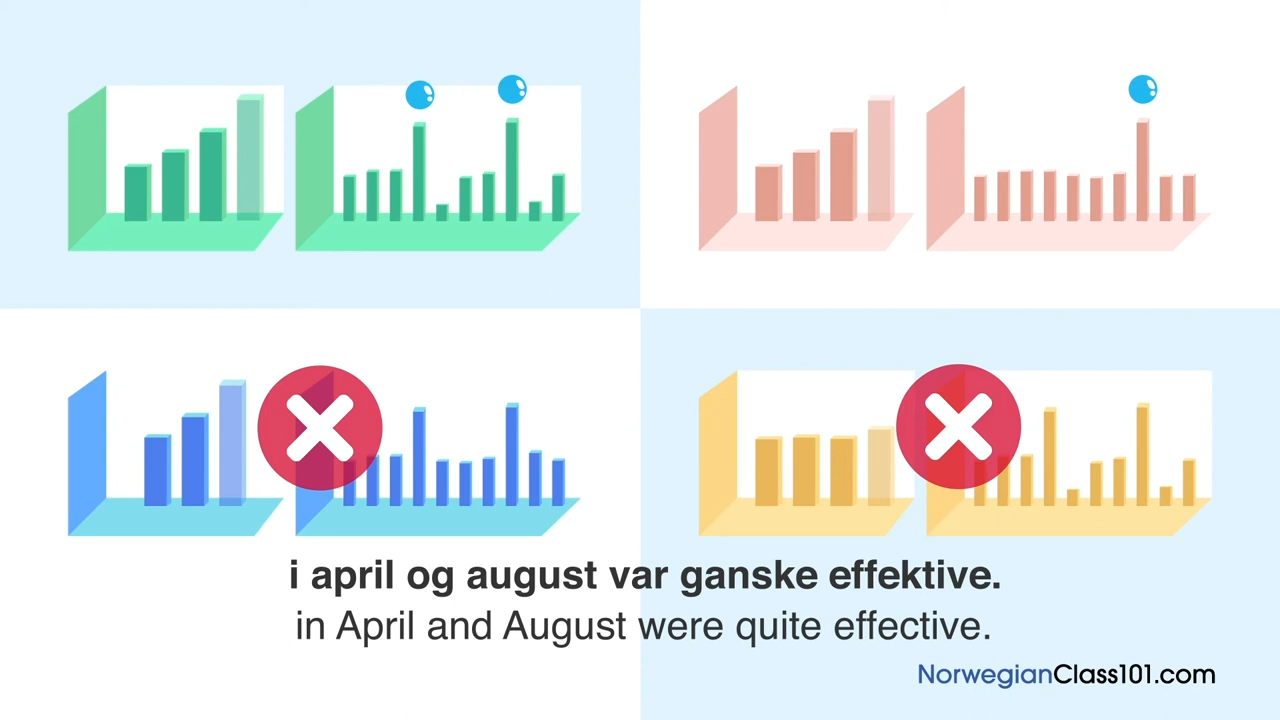 i april og august var ganske effektive.
in April and August were quite effective.
NorwegianClass101.com